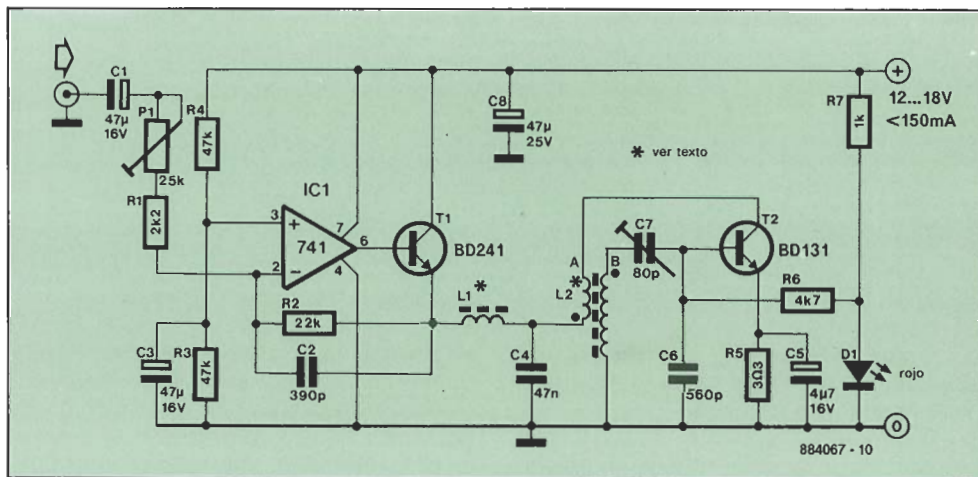 C1
47µ
16V
P1
25k
R1
2k2
R4
47k
C3
47µ
16V
R3
47k
IC1
3
+
741
2
−
7
6
4
R2
22k
C2
390p
T1
BD241
C8
47µ
25V
* ver texto
L1*
C4
47n
A
*
L2
B
C7
80p
C6
560p
T2
BD131
R6
4k7
R5
3Ω3
C5
4µ7
16V
R7
1k
D1
rojo
+
12...18V
<150mA
0
884067 - 10